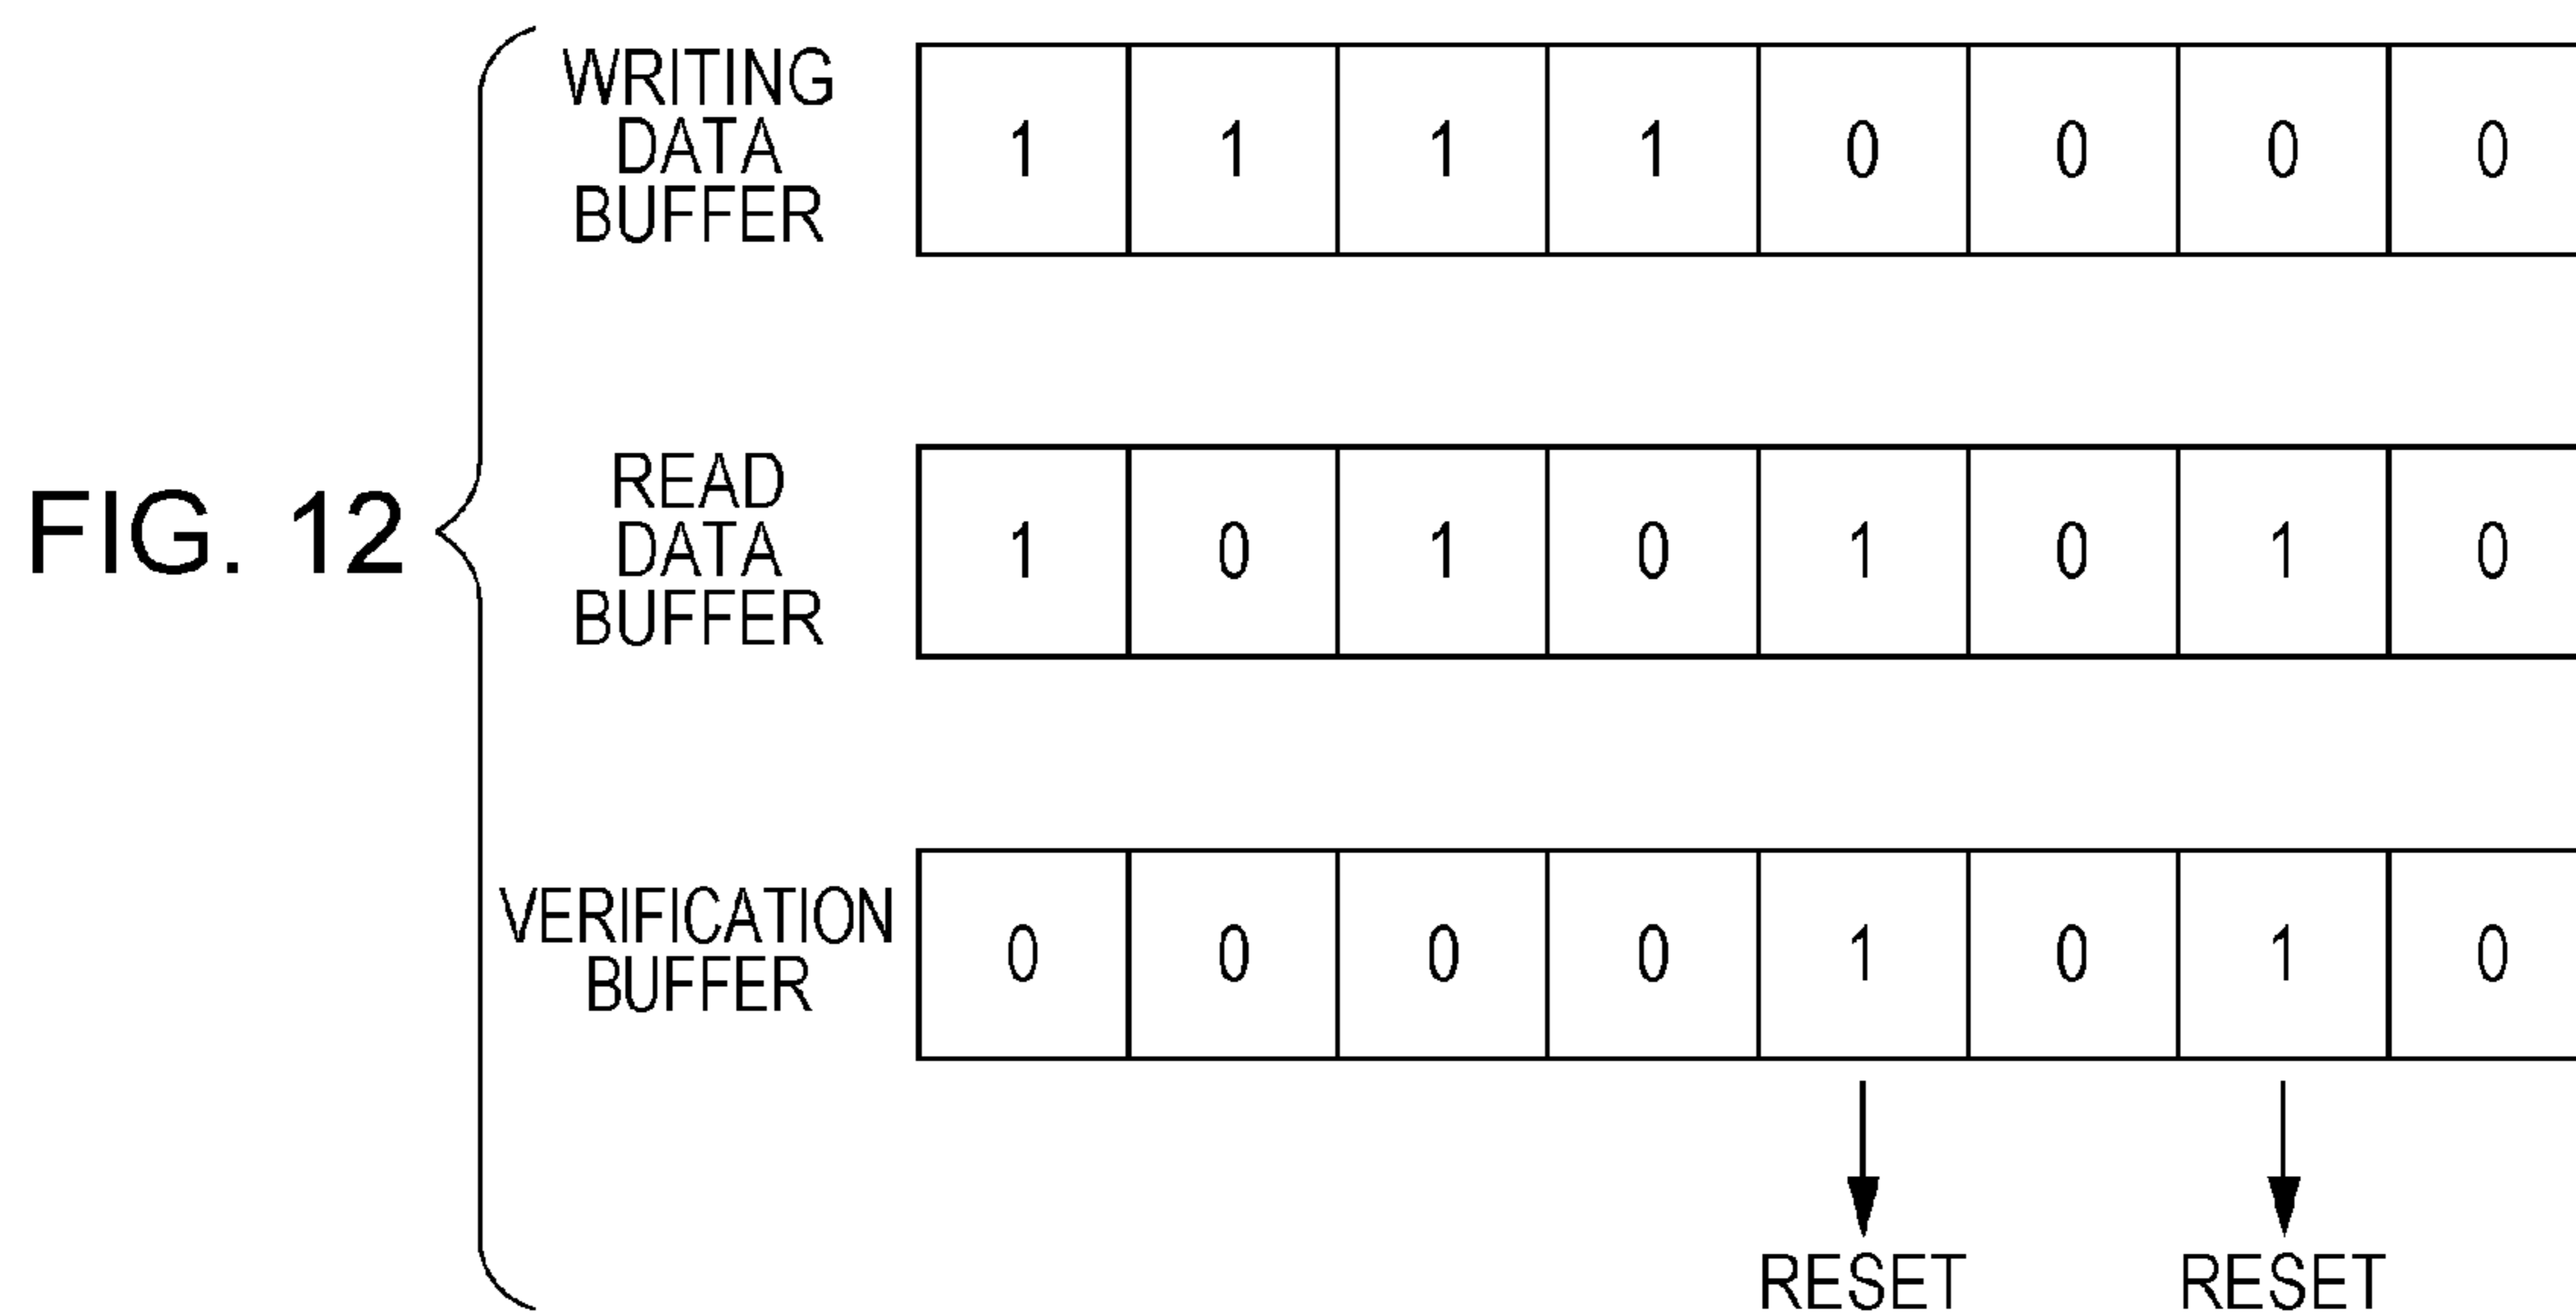 FIG. 12
WRITING
DATA
BUFFER
1 1 1 1 0 0 0 0
READ
DATA
BUFFER
1 0 1 0 1 0 1 0
VERIFICATION
BUFFER
0 0 0 0 1 0 1 0
RESET RESET